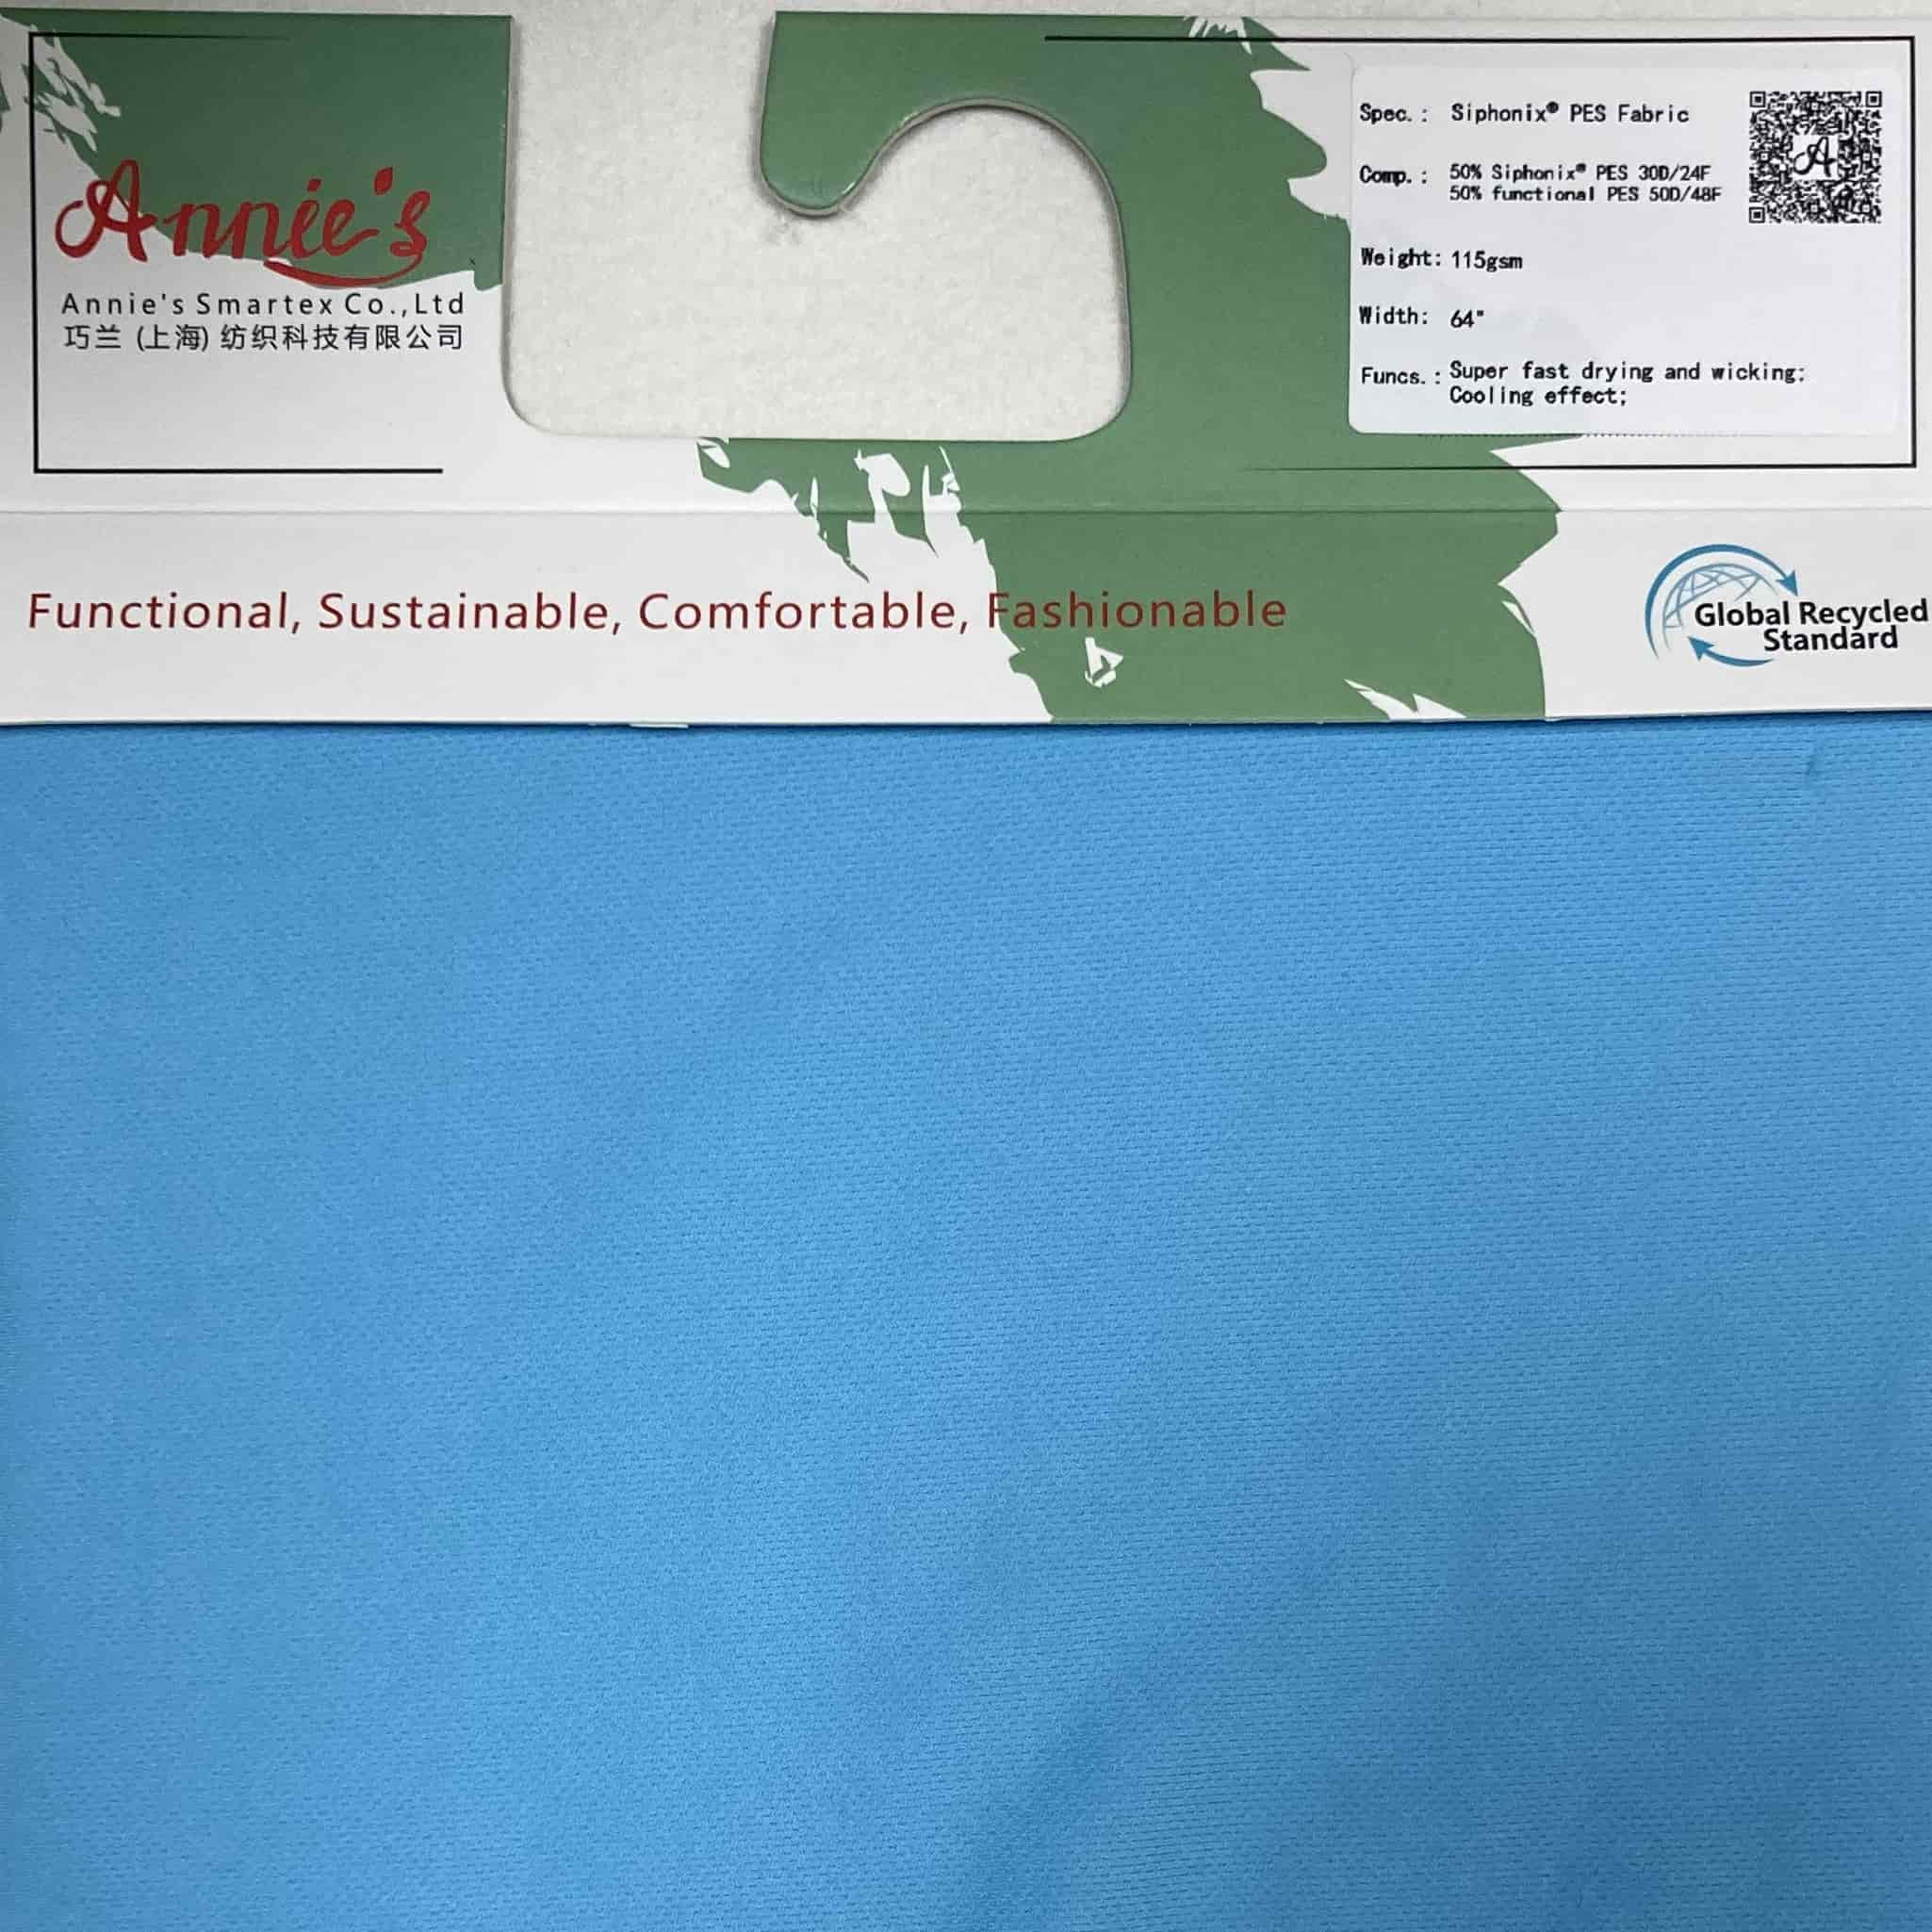 Annie's
Annie's Smartex Co.,Ltd
巧兰 (上海) 纺织科技有限公司
Spec.: Siphonix® PES Fabric
Comp.: 50% Siphonix® PES 30D/24F
50% functional PES 50D/48F
Weight: 115gsm
Width: 64"
Funcs.: Super fast drying and wicking;
Cooling effect;
A
Functional, Sustainable, Comfortable, Fashionable
Global Recycled
Standard